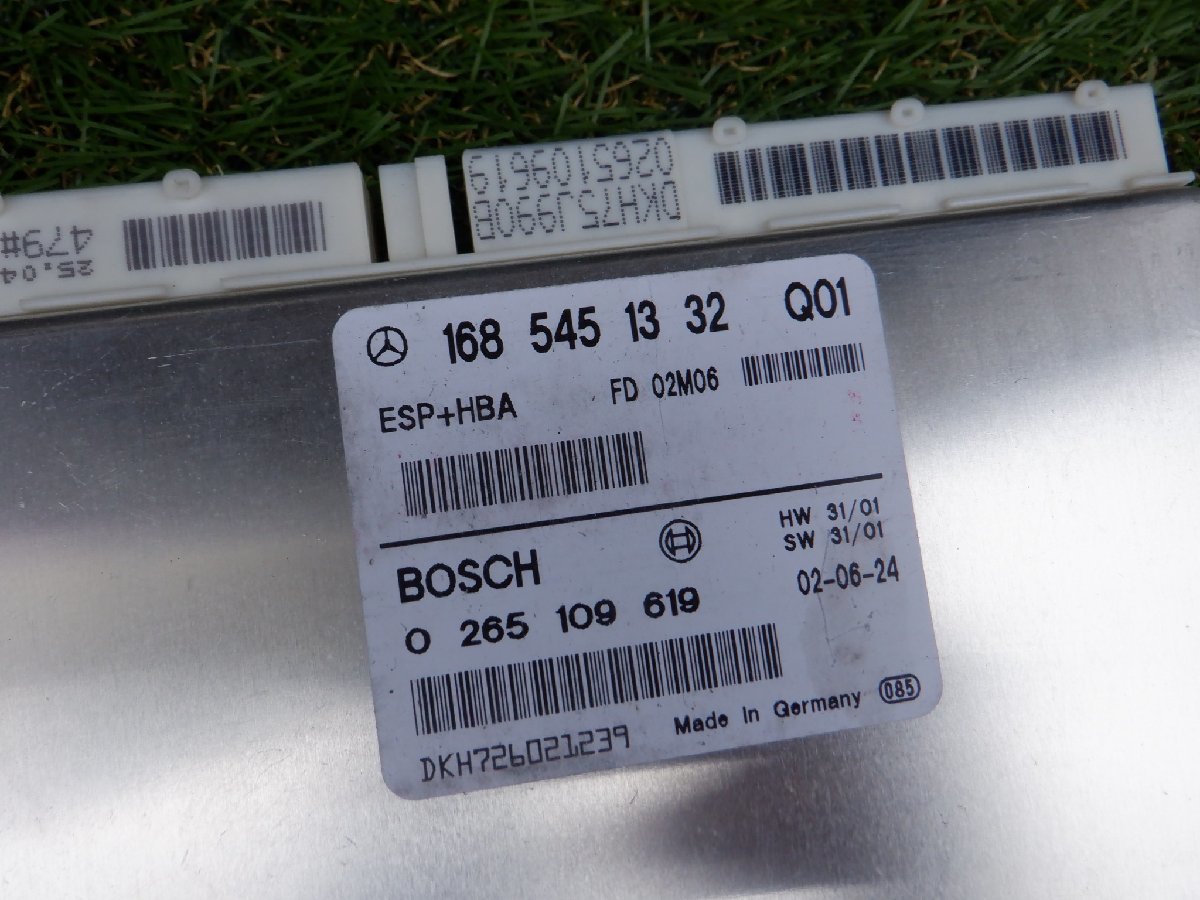 0265109619
DKH75J990B
25.04
479#
168 545 13 32 Q01
ESP+HBA FD 02M06
HW 31/01
SW 31/01
BOSCH
02-06-24
0 265 109 619
DKH726021239
Made in Germany 085